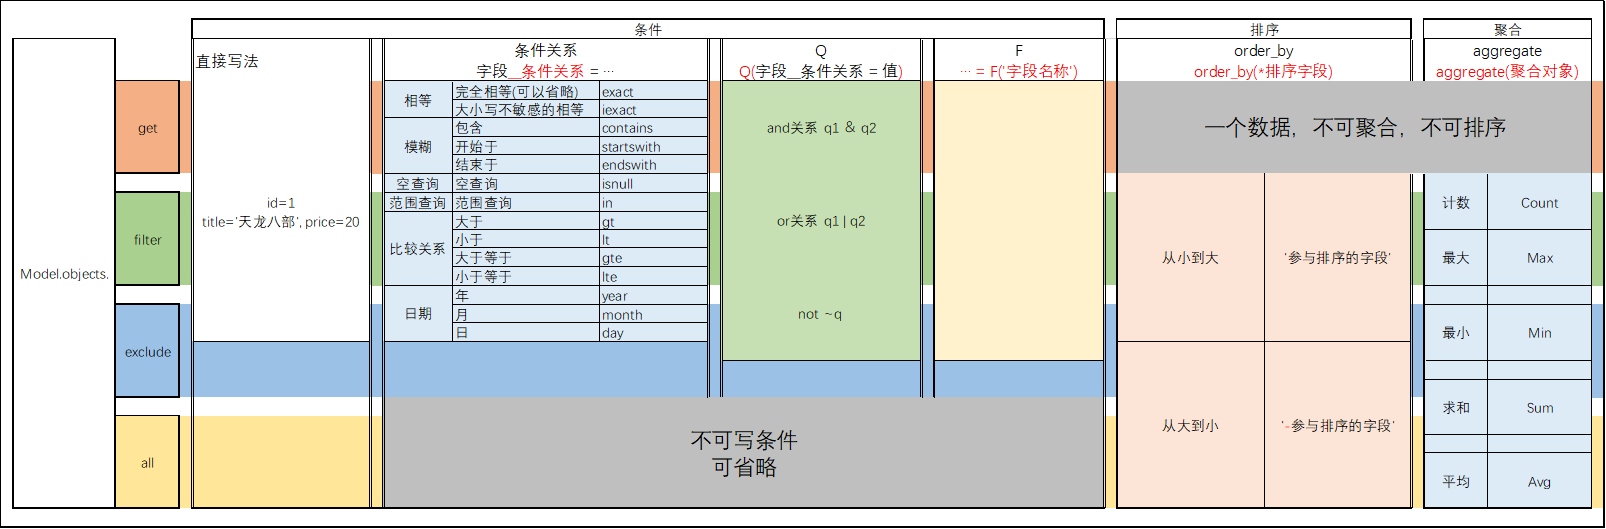 条件
排序
聚合
直接写法
条件关系
字段__条件关系 = ···
Q
Q(字段__条件关系 = 值)
F
··· = F('字段名称')
order_by
order_by(*排序字段)
aggregate
aggregate(聚合对象)
Model.objects.
get
filter
exclude
all
id=1
title='天龙八部', price=20
相等
完全相等(可以省略) exact
大小写不敏感的相等 iexact
模糊
包含 contains
开始于 startswith
结束于 endswith
空查询 空查询 isnull
范围查询 范围查询 in
比较关系
大于 gt
小于 lt
大于等于 gte
小于等于 lte
日期
年 year
月 month
日 day
and关系 q1 & q2
or关系 q1 | q2
not ~q
不可写条件
可省略
一个数据，不可聚合，不可排序
从小到大 '参与排序的字段'
从大到小 '-参与排序的字段'
计数 Count
最大 Max
最小 Min
求和 Sum
平均 Avg